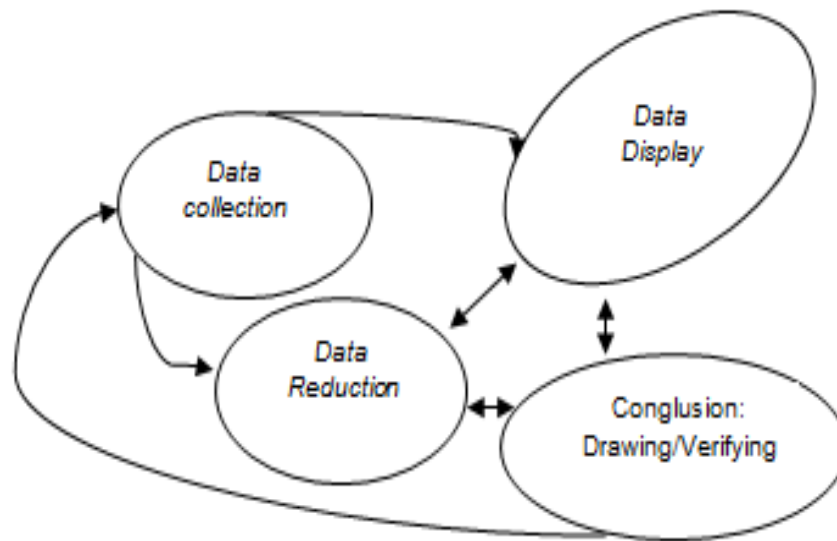 Data
collection
Data
Display
Data
Reduction
Conglusion:
Drawing/Verifying